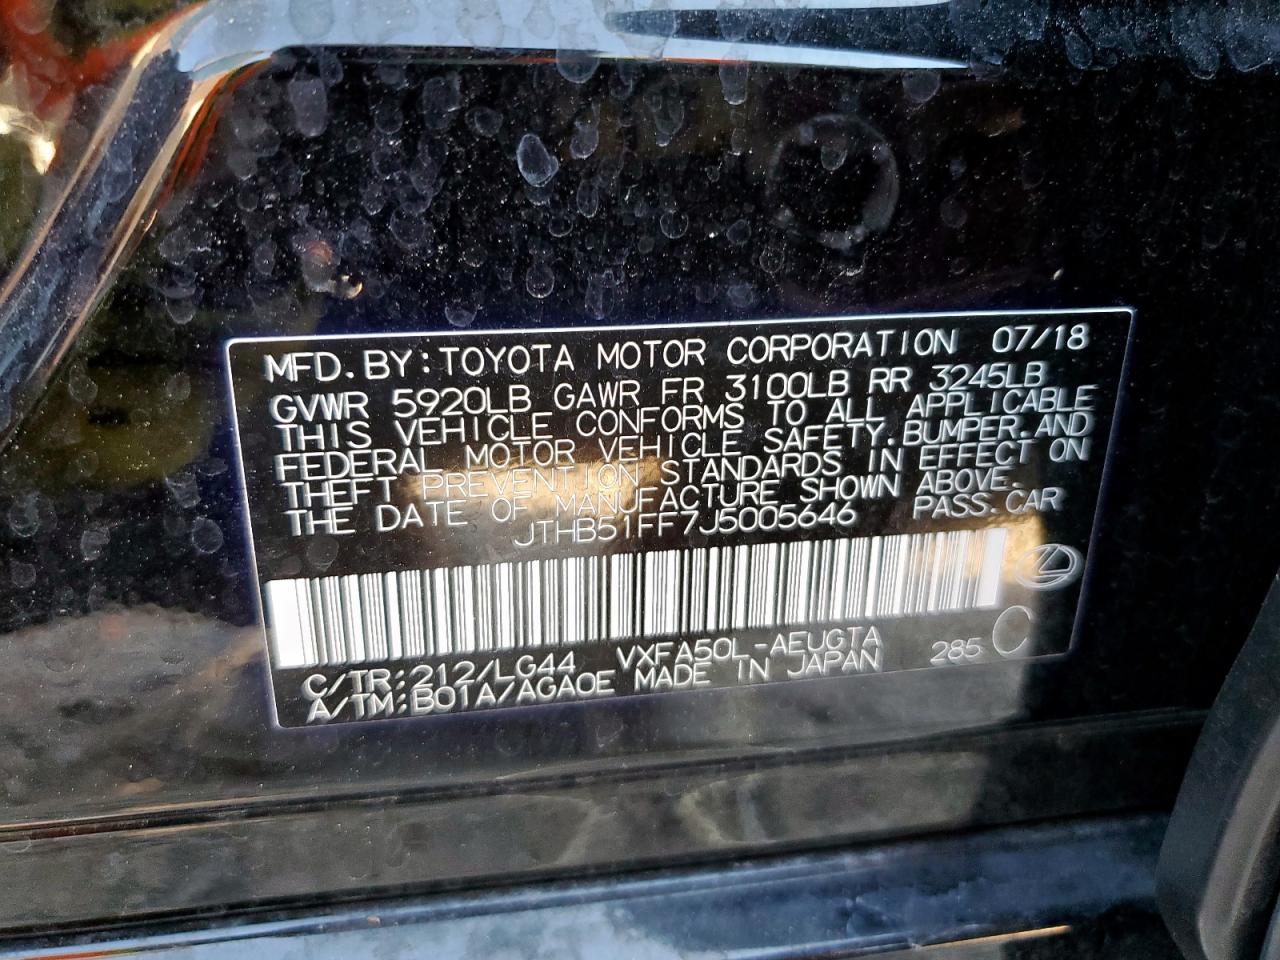 MFD. BY: TOYOTA MOTOR CORPORATION 07/18
GVWR 5920LB GAWR FR 3100LB RR 3245LB
THIS VEHICLE CONFORMS TO ALL APPLICABLE
FEDERAL MOTOR VEHICLE SAFETY, BUMPER, AND
THEFT PREVENTION STANDARDS IN EFFECT ON
THE DATE OF MANUFACTURE SHOWN ABOVE.
JTHB51FF7J5005646 PASS. CAR
C/TR: 212/LG44 VXFA50L-AEUGTA 285 C
A/TM: B01A/AGA0E MADE IN JAPAN